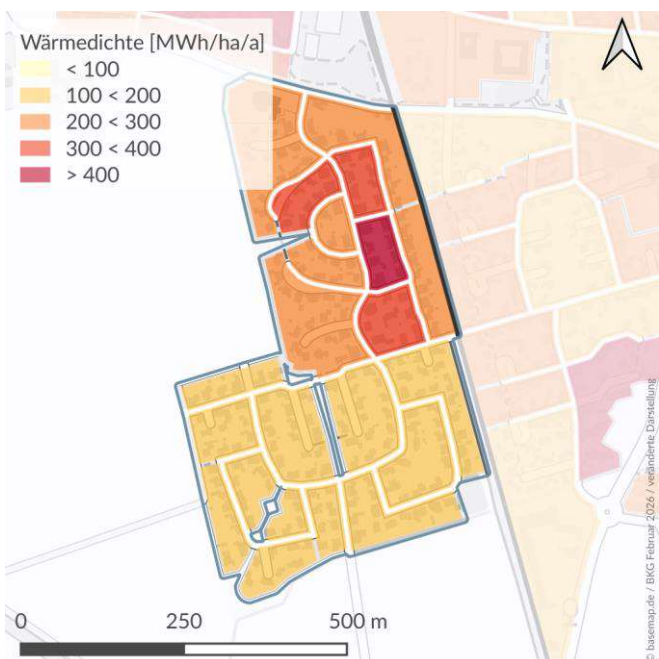 Wärmedichte [MWh/ha/a]
< 100
100 < 200
200 < 300
300 < 400
> 400
0 250 500 m
© basemap.de / BKG Februar 2026 / veränderte Darstellung